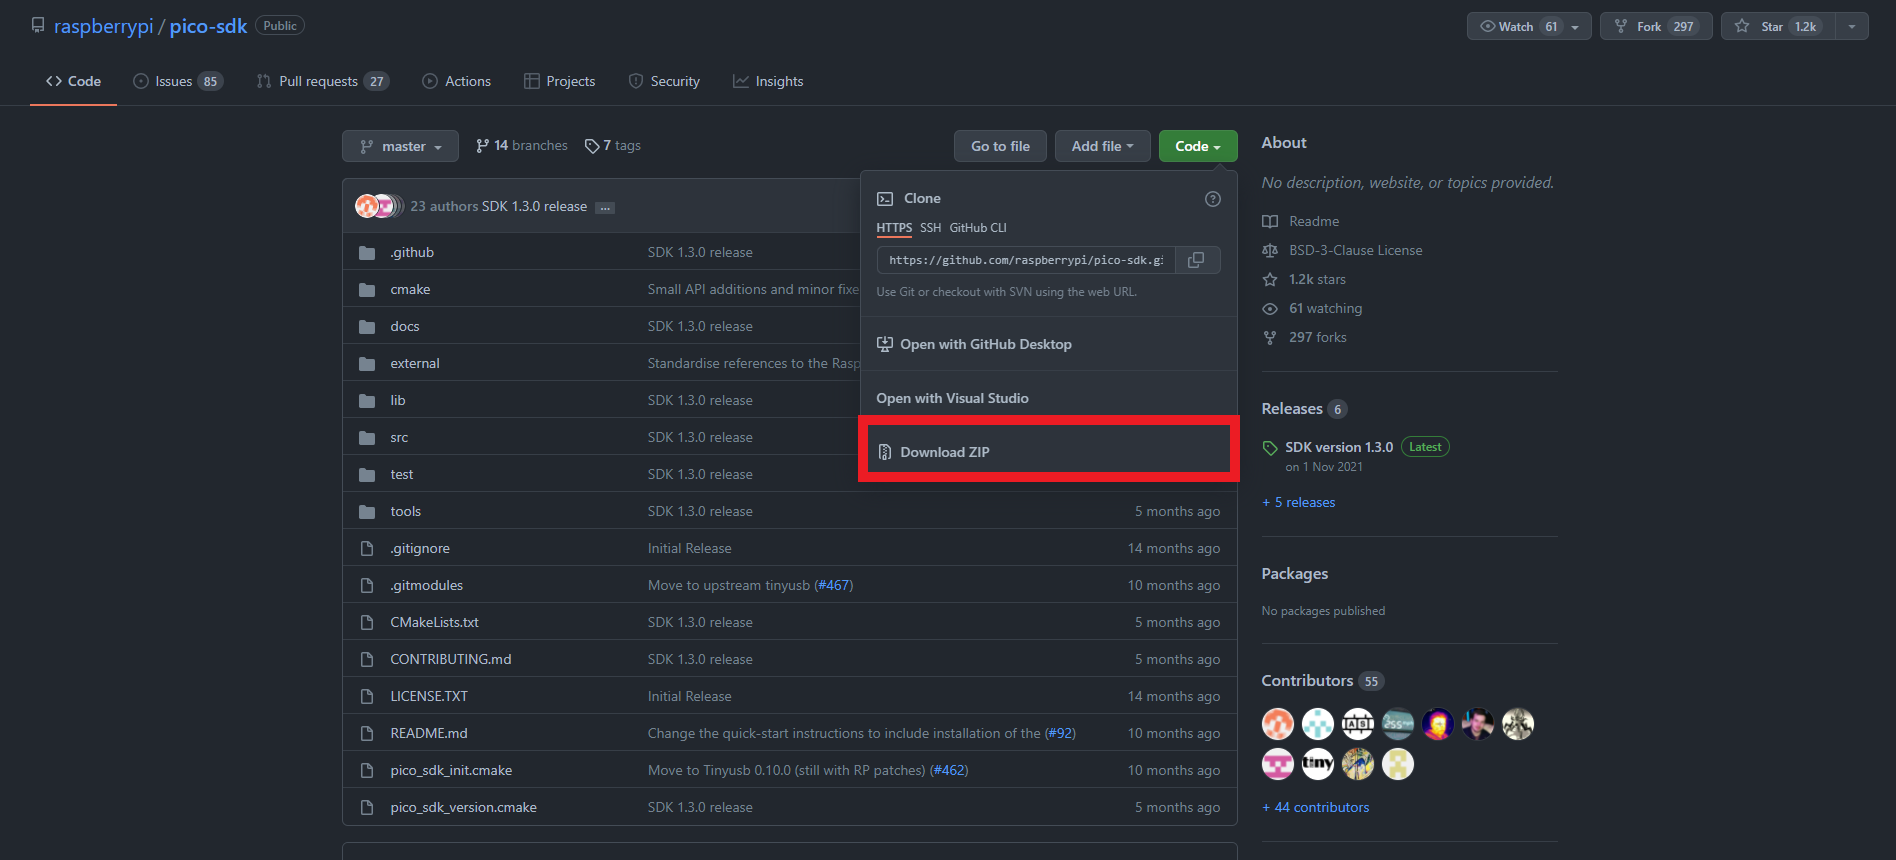 raspberrypi / pico-sdk Public
Watch 61 Fork 297 Star 1.2k
Code Issues 85 Pull requests 27 Actions Projects Security Insights
master 14 branches 7 tags Go to file Add file Code
23 authors SDK 1.3.0 release ...
.github SDK 1.3.0 release
cmake Small API additions and minor fixe
docs SDK 1.3.0 release
external Standardise references to the Rasp
lib SDK 1.3.0 release
src SDK 1.3.0 release
test SDK 1.3.0 release
tools SDK 1.3.0 release 5 months ago
.gitignore Initial Release 14 months ago
.gitmodules Move to upstream tinyusb (#467) 10 months ago
CMakeLists.txt SDK 1.3.0 release 5 months ago
CONTRIBUTING.md SDK 1.3.0 release 5 months ago
LICENSE.TXT Initial Release 14 months ago
README.md Change the quick-start instructions to include installation of the (#92) 10 months ago
pico_sdk_init.cmake Move to Tinyusb 0.10.0 (still with RP patches) (#462) 10 months ago
pico_sdk_version.cmake SDK 1.3.0 release 5 months ago
Clone
HTTPS SSH GitHub CLI
https://github.com/raspberrypi/pico-sdk.gi
Use Git or checkout with SVN using the web URL.
Open with GitHub Desktop
Open with Visual Studio
Download ZIP
About
No description, website, or topics provided.
Readme
BSD-3-Clause License
1.2k stars
61 watching
297 forks
Releases 6
SDK version 1.3.0 Latest
on 1 Nov 2021
+ 5 releases
Packages
No packages published
Contributors 55
tiny
+ 44 contributors